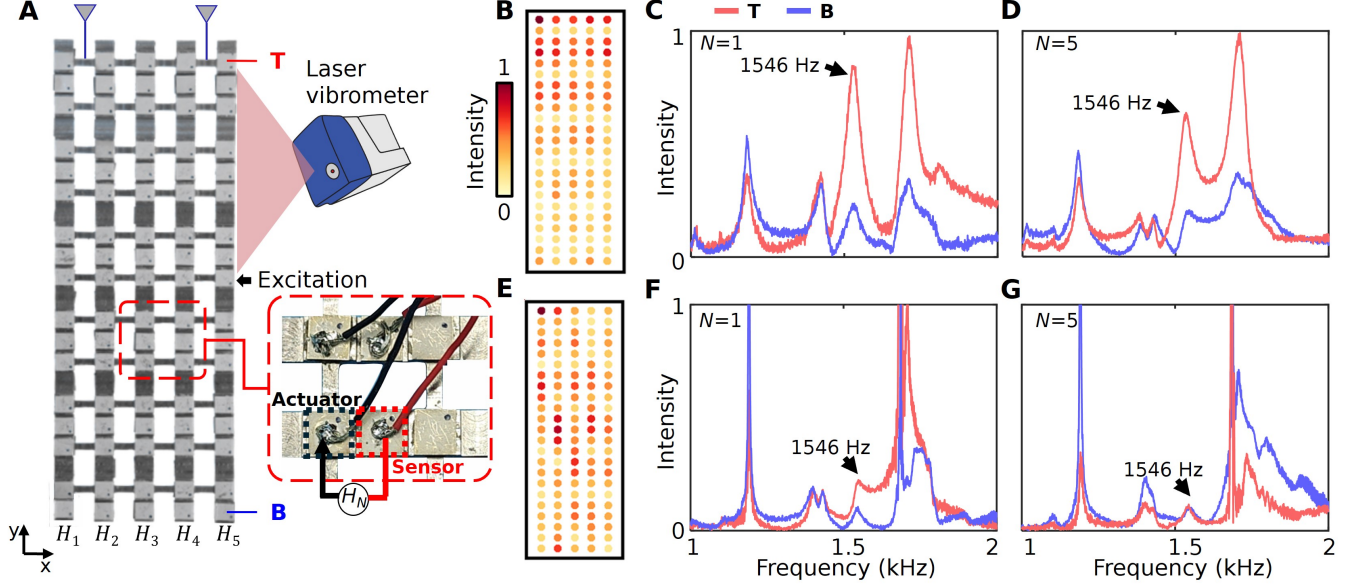 A
T
Laser
vibrometer
Excitation
Actuator
Sensor
H_N
B
H_1 H_2 H_3 H_4 H_5
y
x
B
1
Intensity
0
C
T B
N=1
1546 Hz
1
Intensity
0
D
N=5
1546 Hz
E
F
N=1
1546 Hz
1
Intensity
0
1 1.5 2
Frequency (kHz)
G
N=5
1546 Hz
1 1.5 2
Frequency (kHz)